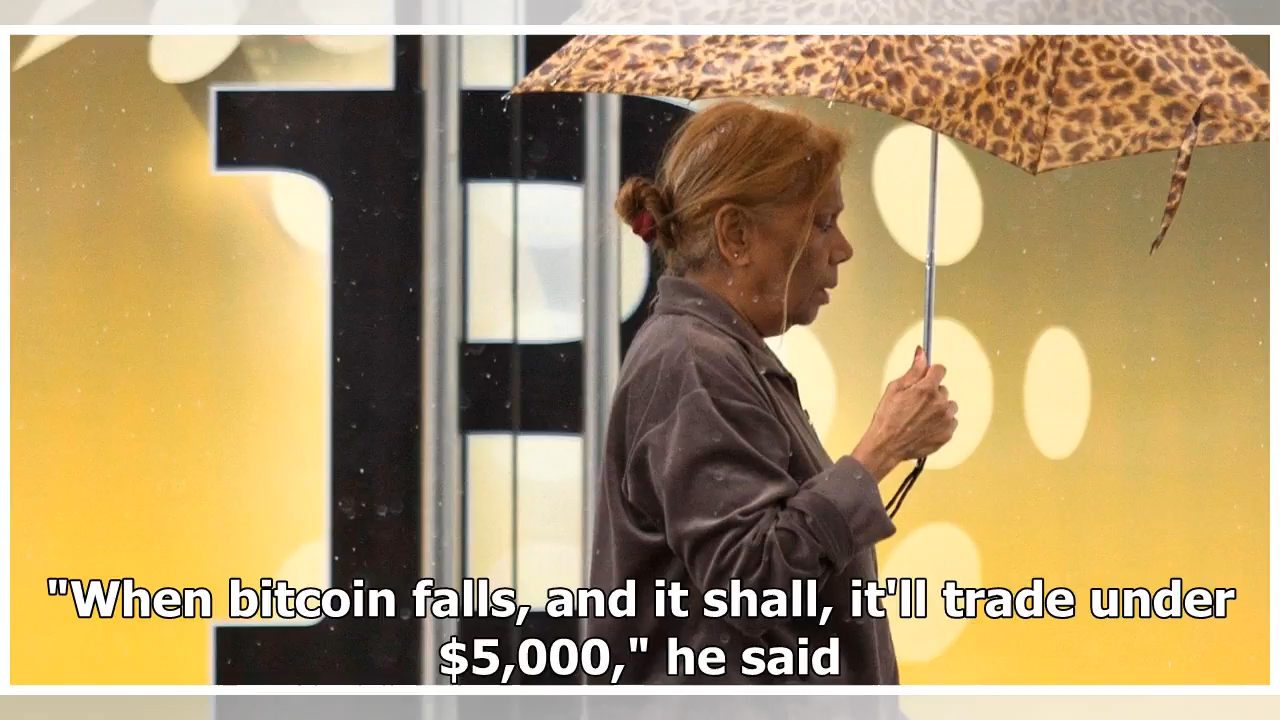 "When bitcoin falls, and it shall, it'll trade under
$5,000," he said